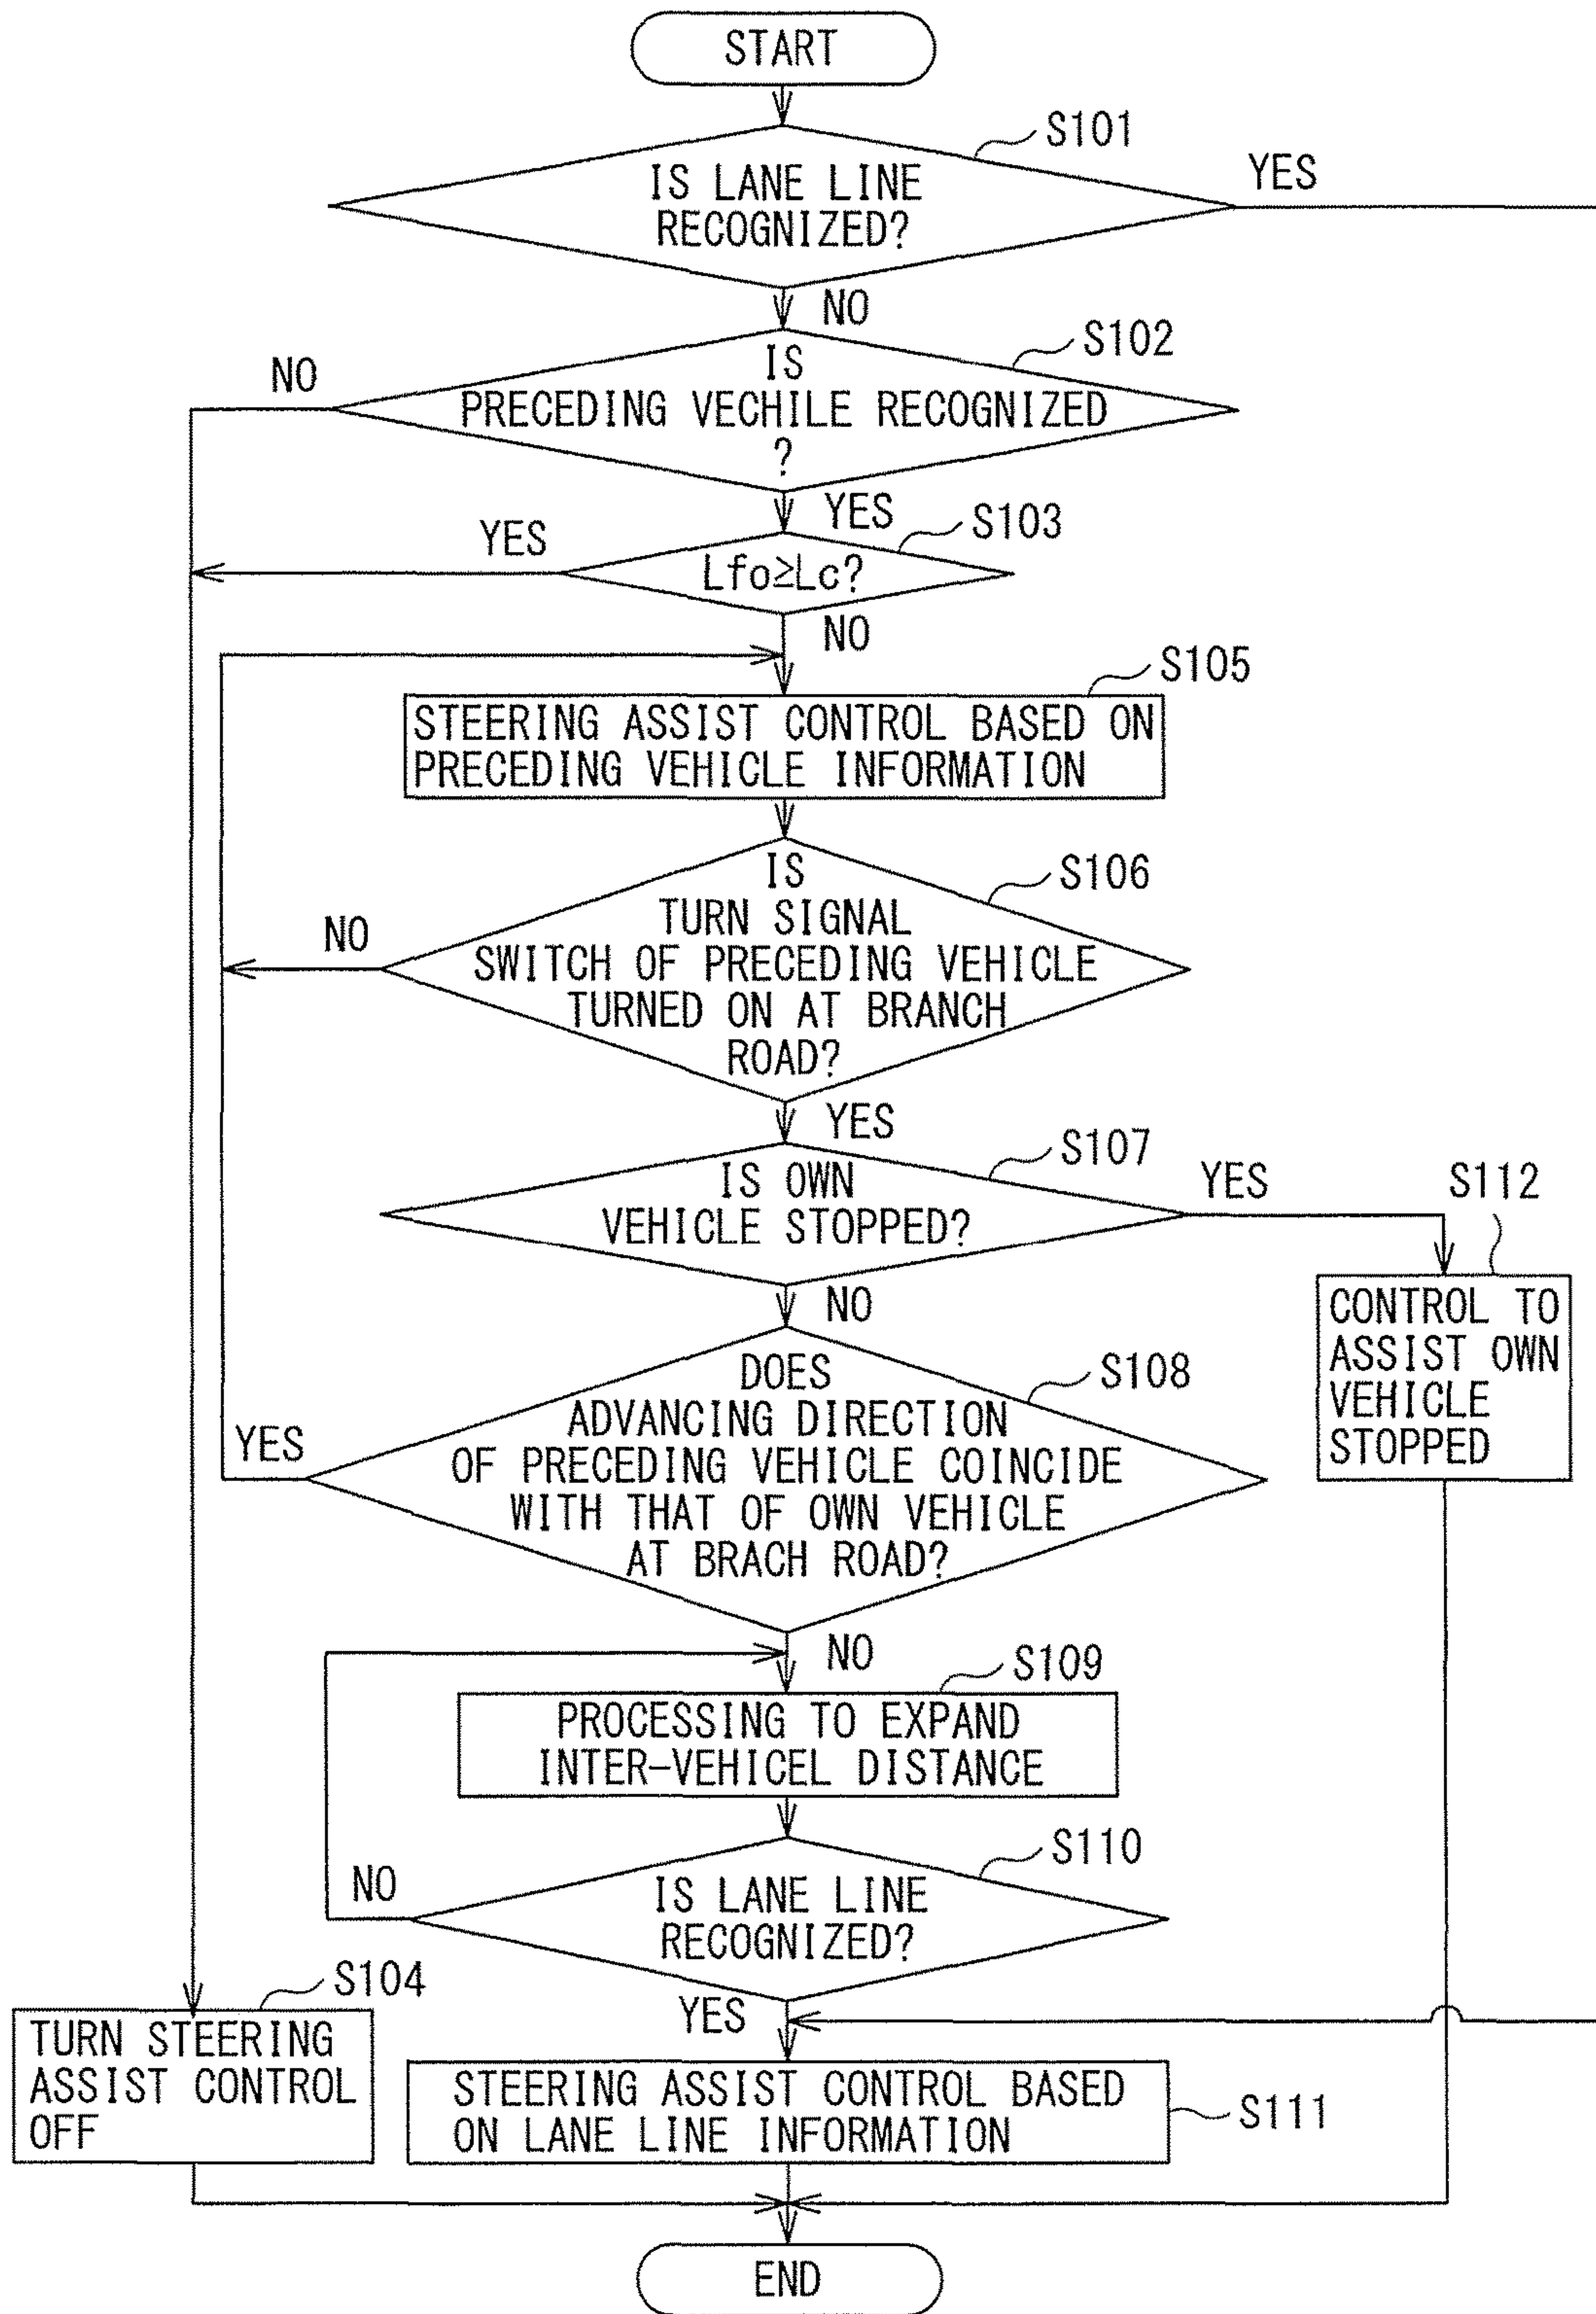 START
S101
IS LANE LINE
RECOGNIZED?
YES
NO
S102
IS
PRECEDING VECHILE RECOGNIZED
?
NO
YES
S103
Lfo≥Lc?
YES
NO
S105
STEERING ASSIST CONTROL BASED ON
PRECEDING VEHICLE INFORMATION
S106
IS
TURN SIGNAL
SWITCH OF PRECEDING VEHICLE
TURNED ON AT BRANCH
ROAD?
NO
YES
S107
IS OWN
VEHICLE STOPPED?
YES
S112
CONTROL TO
ASSIST OWN
VEHICLE
STOPPED
NO
S108
DOES
ADVANCING DIRECTION
OF PRECEDING VEHICLE COINCIDE
WITH THAT OF OWN VEHICLE
AT BRACH ROAD?
YES
NO
S109
PROCESSING TO EXPAND
INTER-VEHICEL DISTANCE
S110
IS LANE LINE
RECOGNIZED?
NO
YES
S104
TURN STEERING
ASSIST CONTROL
OFF
STEERING ASSIST CONTROL BASED
ON LANE LINE INFORMATION
S111
END